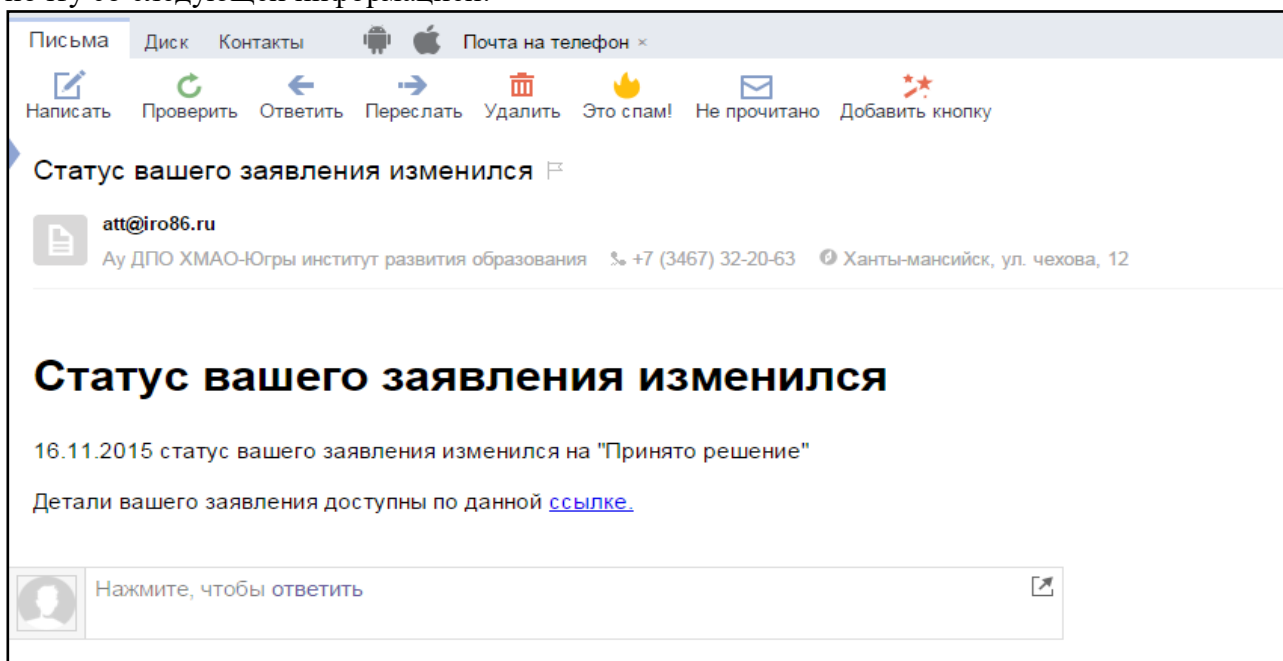 Письма Диск Контакты Почта на телефон ×
Написать Проверить Ответить Переслать Удалить Это спам! Не прочитано Добавить кнопку
Статус вашего заявления изменился
att@iro86.ru
Ау ДПО ХМАО-Югры институт развития образования +7 (3467) 32-20-63 Ханты-мансийск, ул. чехова, 12
Статус вашего заявления изменился
16.11.2015 статус вашего заявления изменился на "Принято решение"
Детали вашего заявления доступны по данной ссылке.
Нажмите, чтобы ответить